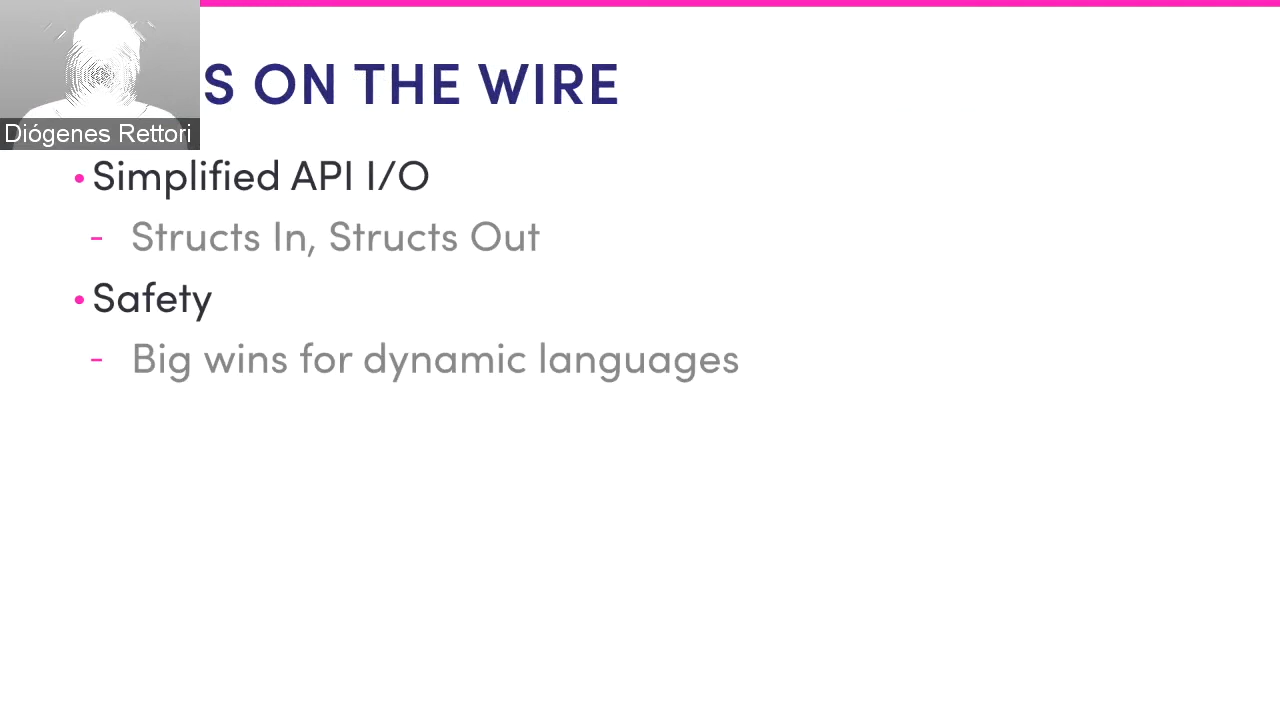 S ON THE WIRE
Diógenes Rettori
• Simplified API I/O
- Structs In, Structs Out
• Safety
- Big wins for dynamic languages